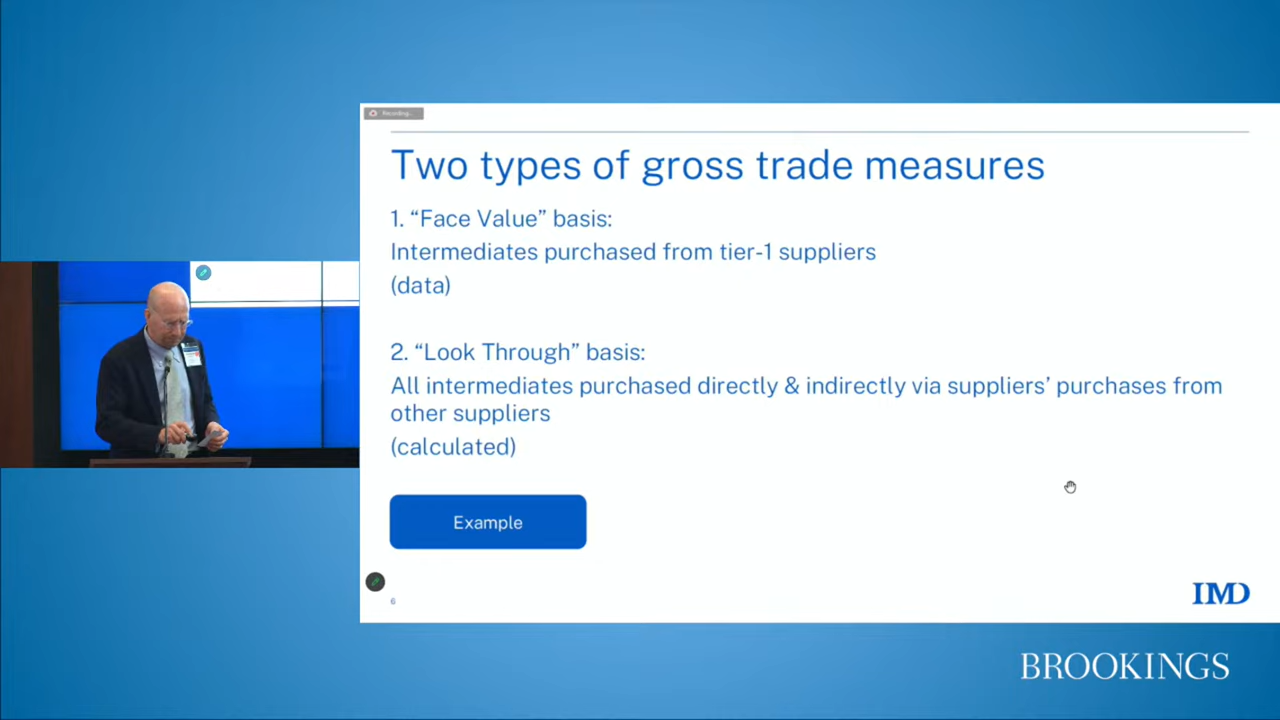 Recording...
Two types of gross trade measures
1. “Face Value” basis:
Intermediates purchased from tier-1 suppliers
(data)
2. “Look Through” basis:
All intermediates purchased directly & indirectly via suppliers’ purchases from
other suppliers
(calculated)
Example
6
IMD
BROOKINGS